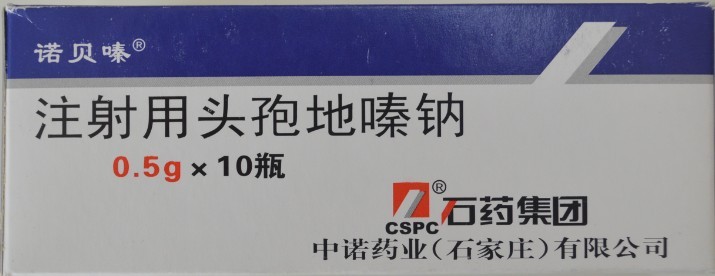 诺贝嗪®
注射用头孢地嗪钠
0.5g × 10瓶
CSPC® 石药集团
中诺药业(石家庄)有限公司